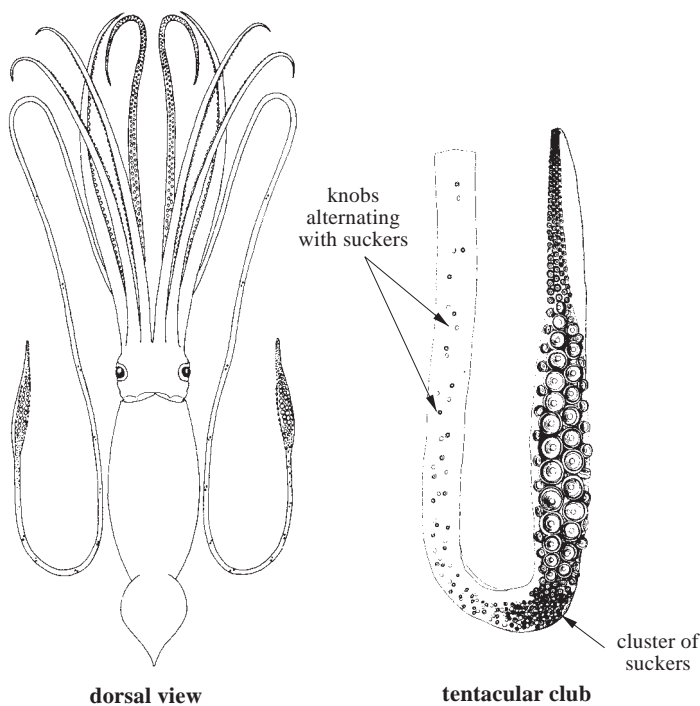 knobs
alternating
with suckers
cluster of
suckers
dorsal view
tentacular club